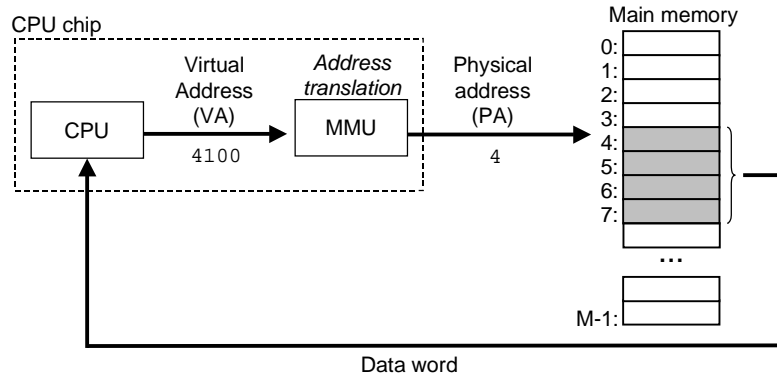 CPU chip
Virtual
Address
(VA)
Address
translation
Physical
address
(PA)
CPU
MMU
4100
4
Main memory
0:
1:
2:
3:
4:
5:
6:
7:
...
M-1:
Data word